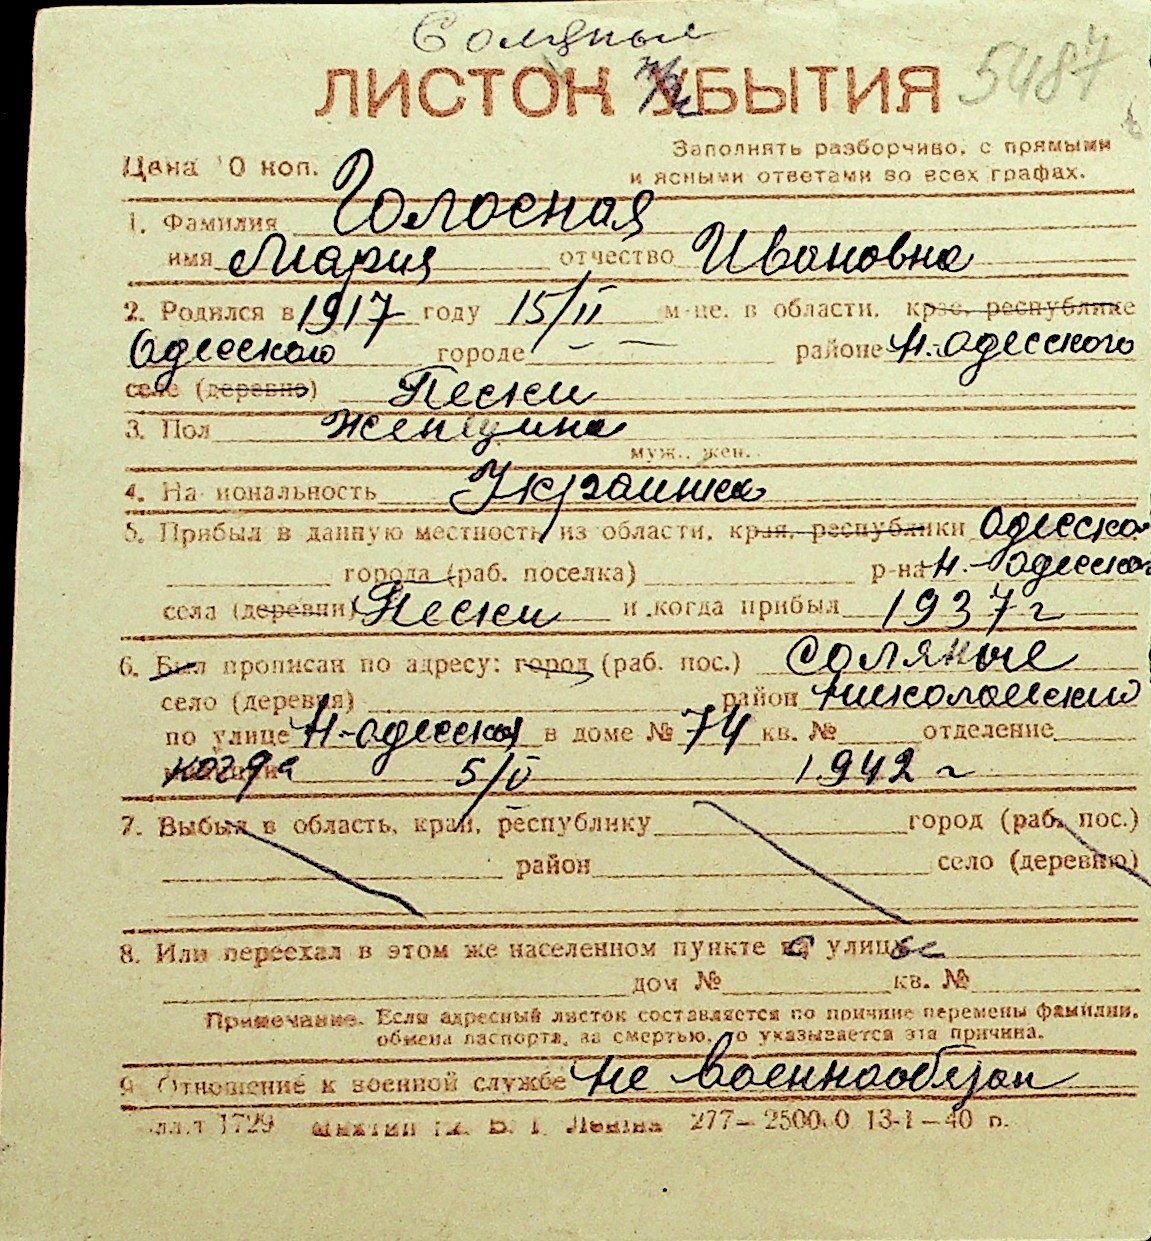 Соляные
ЛИСТОК УБЫТИЯ 5487
Цена 10 коп.
Заполнять разборчиво, с прямыми
и ясными ответами во всех графах.
1. Фамилия Голосная
имя Мария отчество Ивановна
2. Родился в 1917 году 15/II м-це, в области, крае, республике
Одесского городе — — районе Н. Одесского
селе (деревне) Пески
3. Пол женщина
муж., жен.
4. Национальность Украинка
5. Прибыл в данную местность из области, края, республики Одесско
города (раб. поселка) р-на Н.-Одесског
села (деревни) Пески и когда прибыл 1937 г
6. Был прописан по адресу: город (раб. пос.) Соляные
село (деревня) район Николаевский
по улице Н-одесская в доме № 74 кв. № отделение
когда 5/V 1942 г
7. Выбыл в область, край, республику город (раб. пос.)
район село (деревню)
8. Или переехал в этом же населенном пункте улицу
дом № кв. №
Примечание. Если адресный листок составляется по причине перемены фамилии,
обмена паспорта, за смертью, то указывается эта причина.
9. Отношение к военной службе не военнообязан
1729 В. И. Ленина 277—2500.0 13-1—40 г.